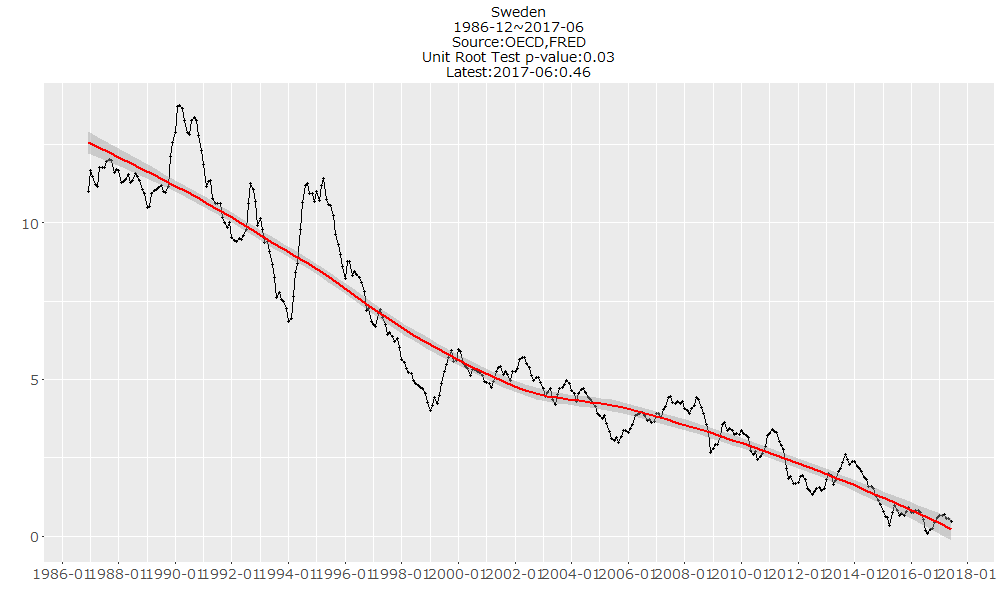 Sweden
1986-12~2017-06
Source:OECD,FRED
Unit Root Test p-value:0.03
Latest:2017-06:0.46
10
5
0
1986-01 1988-01 1990-01 1992-01 1994-01 1996-01 1998-01 2000-01 2002-01 2004-01 2006-01 2008-01 2010-01 2012-01 2014-01 2016-01 2018-01